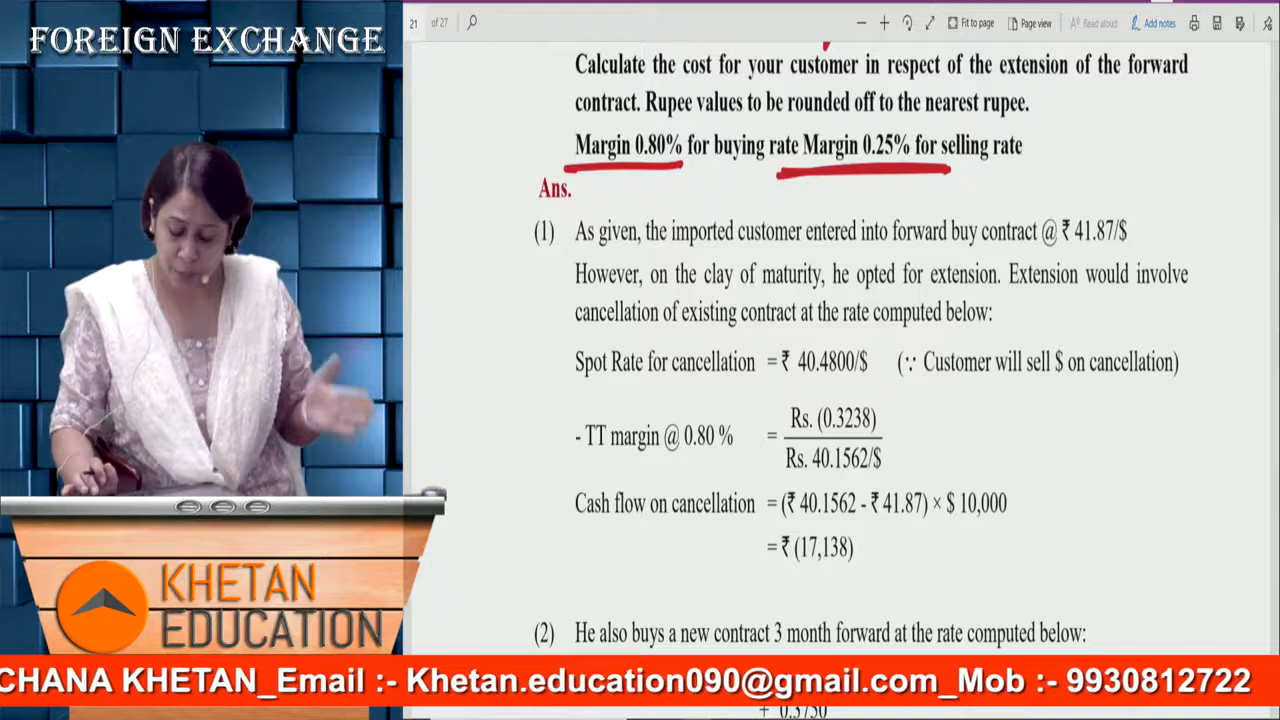 21 of 27
Fit to page
Page view
Read aloud
Add notes
FOREIGN EXCHANGE
Calculate the cost for your customer in respect of the extension of the forward
contract. Rupee values to be rounded off to the nearest rupee.
Margin 0.80% for buying rate Margin 0.25% for selling rate
Ans.
(1) As given, the imported customer entered into forward buy contract @ ₹ 41.87/$
However, on the clay of maturity, he opted for extension. Extension would involve
cancellation of existing contract at the rate computed below:
Spot Rate for cancellation = ₹ 40.4800/$ (∵ Customer will sell $ on cancellation)
- TT margin @ 0.80 % = Rs. (0.3238)
Rs. 40.1562/$
Cash flow on cancellation = (₹ 40.1562 - ₹ 41.87) × $ 10,000
= ₹ (17,138)
(2) He also buys a new contract 3 month forward at the rate computed below:
KHETAN
EDUCATION
CHANA KHETAN_Email :- Khetan.education090@gmail.com_Mob :- 9930812722
+ 0.3750